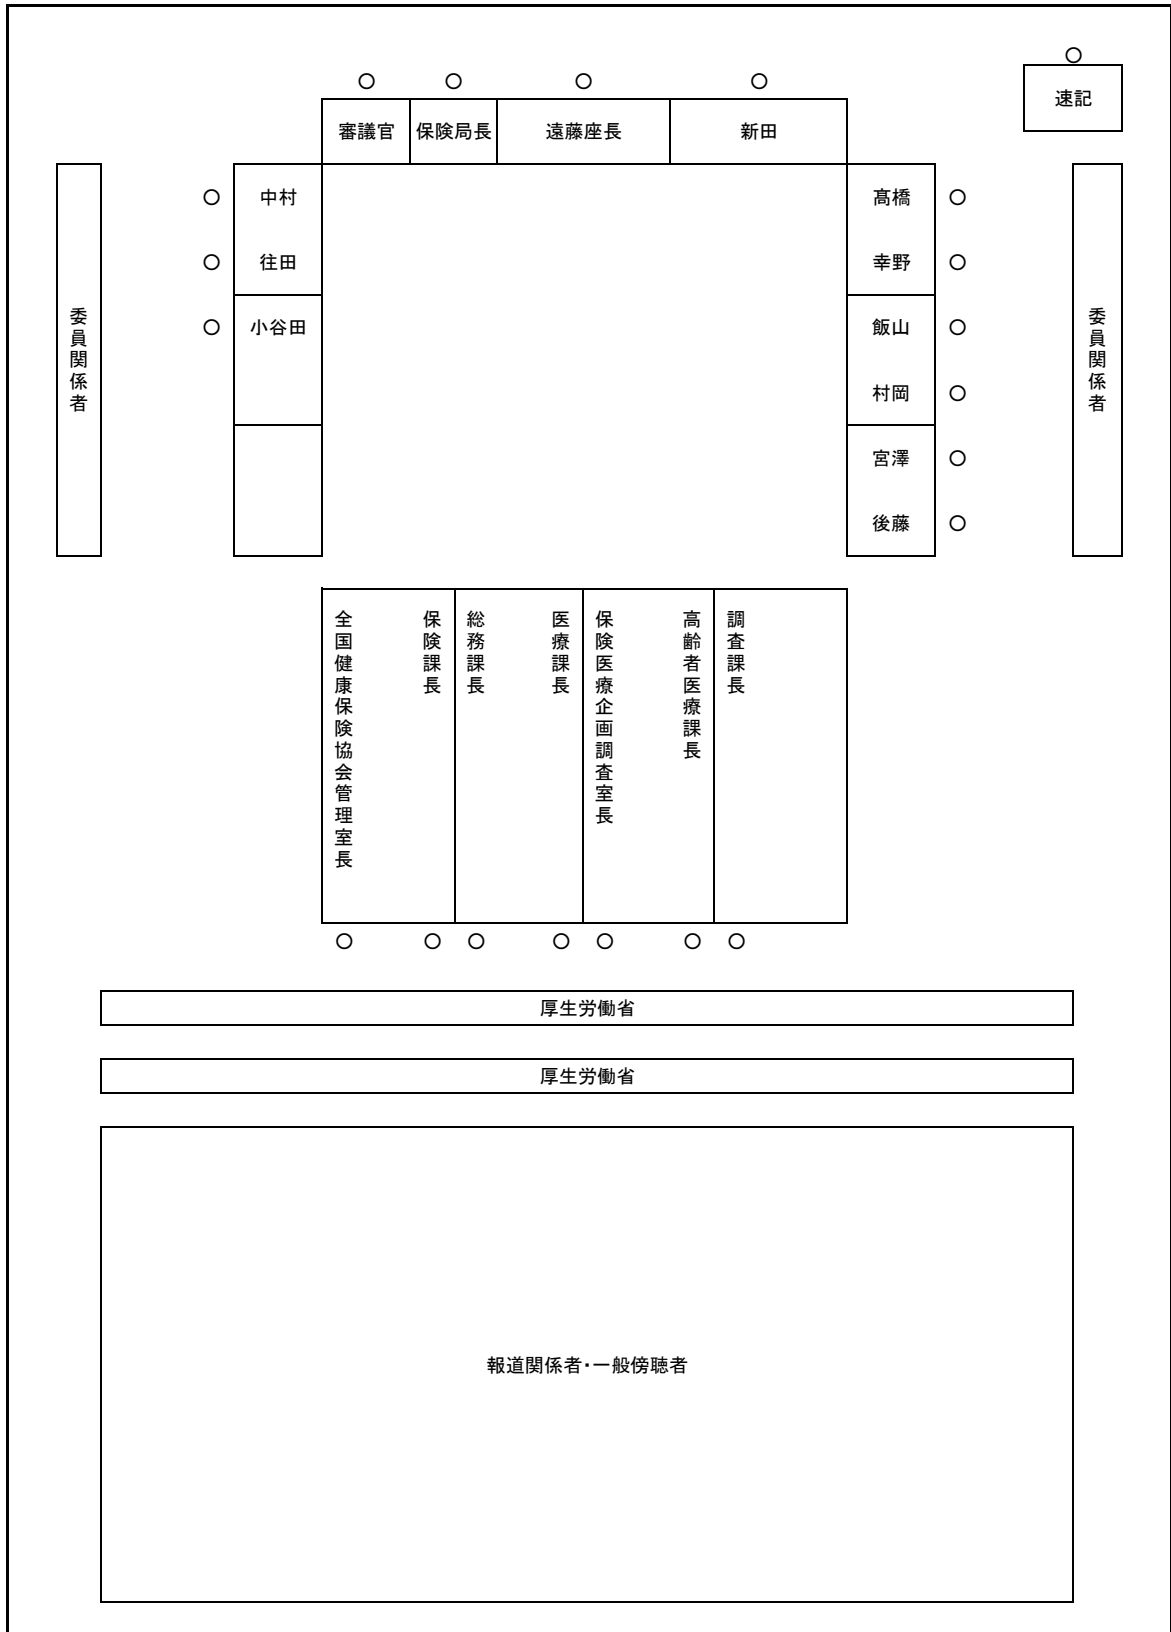 ○
速記
○ ○ ○ ○
審議官 保険局長 遠藤座長 新田
○ 中村 髙橋 ○
○ 往田 幸野 ○
○ 小谷田 飯山 ○
村岡 ○
宮澤 ○
後藤 ○
委員関係者
委員関係者
全国健康保険協会管理室長
保険課長
総務課長
医療課長
保険医療企画調査室長
高齢者医療課長
調査課長
○ ○ ○ ○ ○ ○ ○
厚生労働省
厚生労働省
報道関係者・一般傍聴者